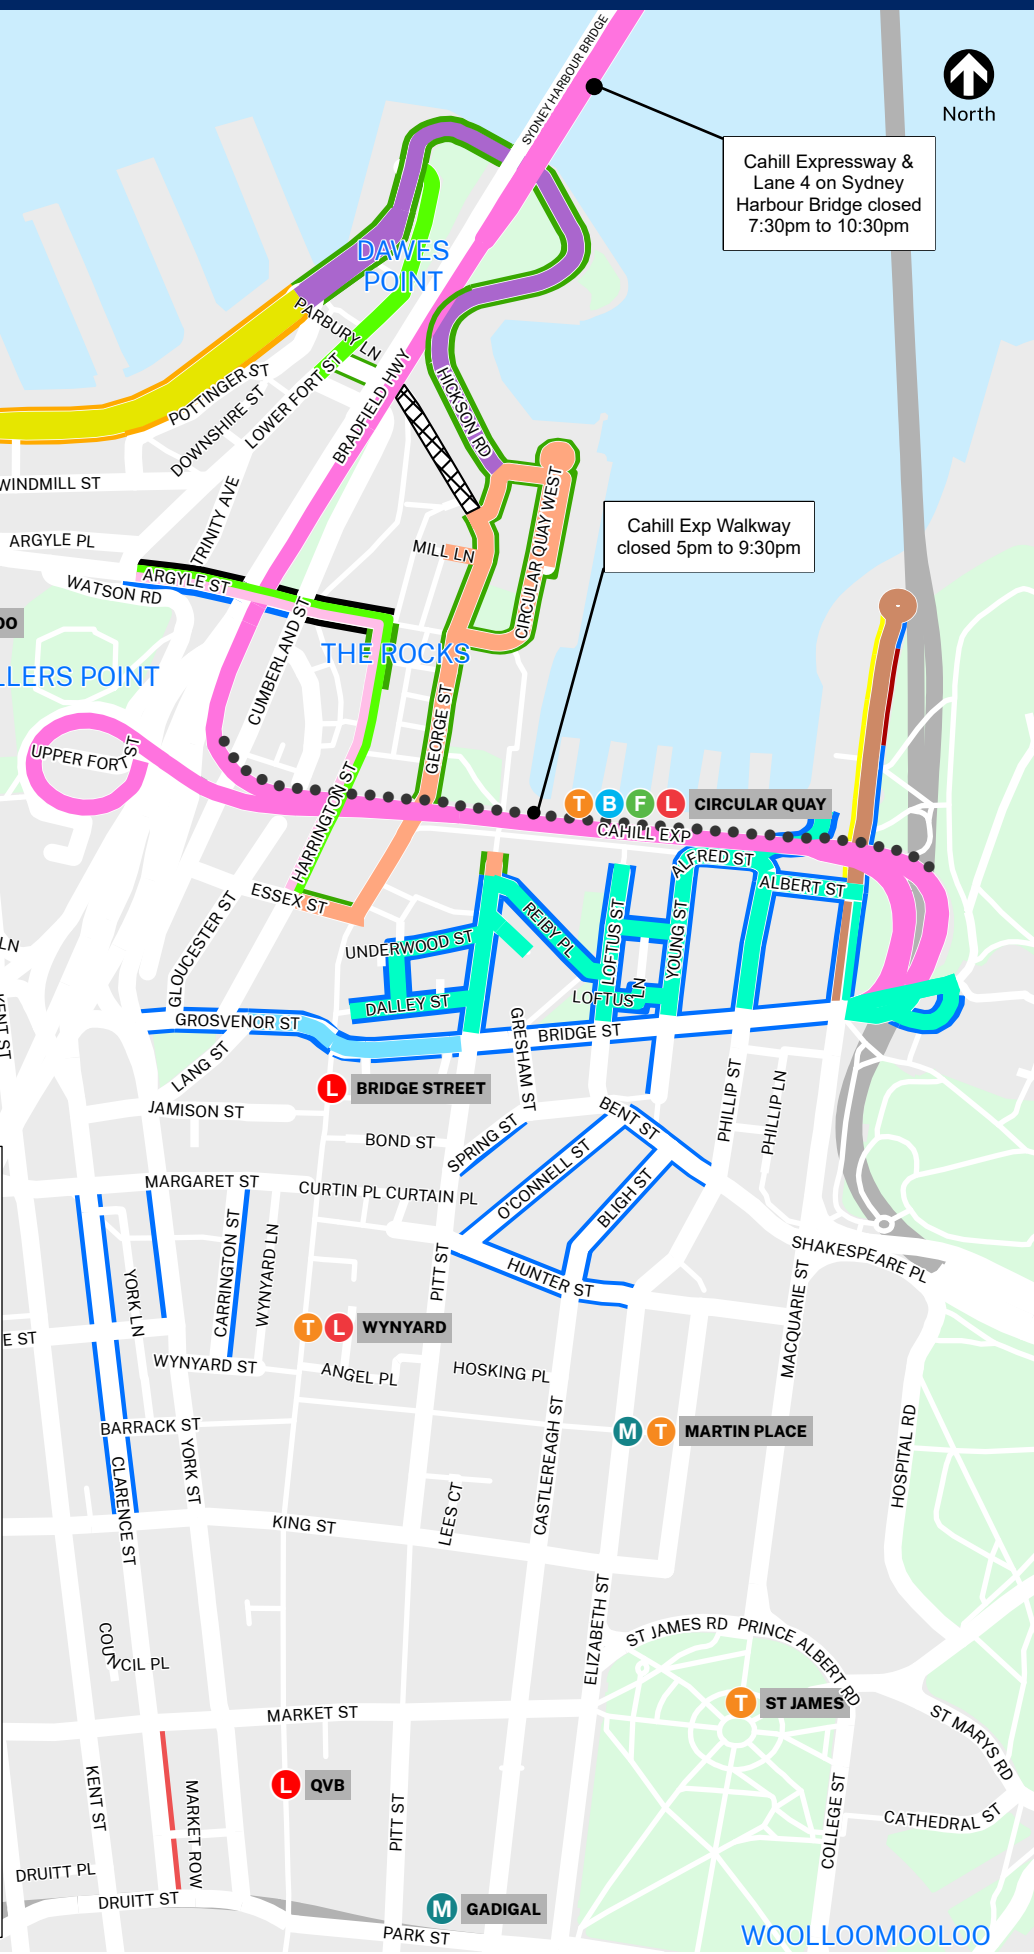 SYDNEY HARBOUR BRIDGE
North
Cahill Expressway &
Lane 4 on Sydney
Harbour Bridge closed
7:30pm to 10:30pm
DAWES
POINT
PARBURY LN
POTTINGER ST
DOWNSHIRE ST
LOWER FORT ST
BRADFIELD HWY
HICKSON RD
WINDMILL ST
TRINITY AVE
CIRCULAR QUAY WEST
Cahill Exp Walkway
closed 5pm to 9:30pm
ARGYLE PL
MILL LN
ARGYLE ST
WATSON RD
OO
CUMBERLAND ST
THE ROCKS
LLERS POINT
GEORGE ST
UPPER FORT ST
HARRINGTON ST
T B F L CIRCULAR QUAY
CAHILL EXP
ALFRED ST
ALBERT ST
ESSEX ST
GLOUCESTER ST
REIBY PL
LOFTUS ST
YOUNG ST
UNDERWOOD ST
LN
KENT ST
DALLEY ST
LOFTUS LN
GROSVENOR ST
BRIDGE ST
LANG ST
GRESHAM ST
L BRIDGE STREET
PHILLIP ST
PHILLIP LN
JAMISON ST
BENT ST
BOND ST
SPRING ST
O'CONNELL ST
BLIGH ST
MARGARET ST
CURTIN PL CURTAIN PL
CARRINGTON ST
WYNYARD LN
PITT ST
HUNTER ST
SHAKESPEARE PL
YORK LN
MACQUARIE ST
T L WYNYARD
E ST
WYNYARD ST
ANGEL PL
HOSKING PL
BARRACK ST
M T MARTIN PLACE
CLARENCE ST
YORK ST
CASTLEREAGH ST
HOSPITAL RD
LEES CT
KING ST
ELIZABETH ST
COUNCIL PL
ST JAMES RD
PRINCE ALBERT RD
T ST JAMES
MARKET ST
ST MARYS RD
KENT ST
MARKET ROW
L QVB
PITT ST
COLLEGE ST
CATHEDRAL ST
DRUITT PL
DRUITT ST
M GADIGAL
PARK ST
WOOLLOOMOOLOO